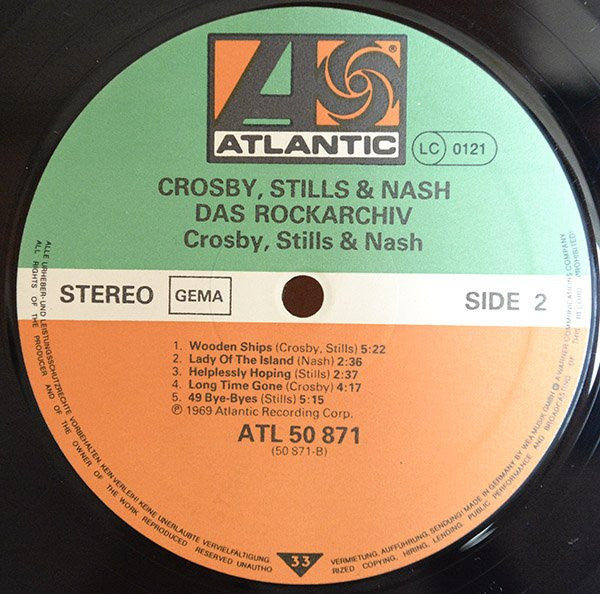 ATLANTIC
LC 0121
CROSBY, STILLS & NASH
DAS ROCKARCHIV
Crosby, Stills & Nash
STEREO GEMA SIDE 2
1. Wooden Ships (Crosby, Stills) 5:22
2. Lady Of The Island (Nash) 2:36
3. Helplessly Hoping (Stills) 2:37
4. Long Time Gone (Crosby) 4:17
5. 49 Bye-Byes (Stills) 5:15
℗ 1969 Atlantic Recording Corp.
ATL 50 871
(50 871-B)
33
ALLE URHEBER- UND LEISTUNGSSCHUTZRECHTE VORBEHALTEN. KEIN VERLEIH! KEINE UNERLAUBTE VERVIELFÄLTIGUNG
VERMIETUNG, AUFFÜHRUNG, SENDUNG! MADE IN GERMANY BY WEA MUSIK GMBH A WARNER COMMUNICATIONS COMPANY
ALL RIGHTS OF THE PRODUCER AND OF THE OWNER OF THE WORK REPRODUCED RESERVED UNAUTHO
RIZED COPYING, HIRING, LENDING, PUBLIC PERFORMANCE AND BROADCASTING OF THIS RECORD PROHIBITED!